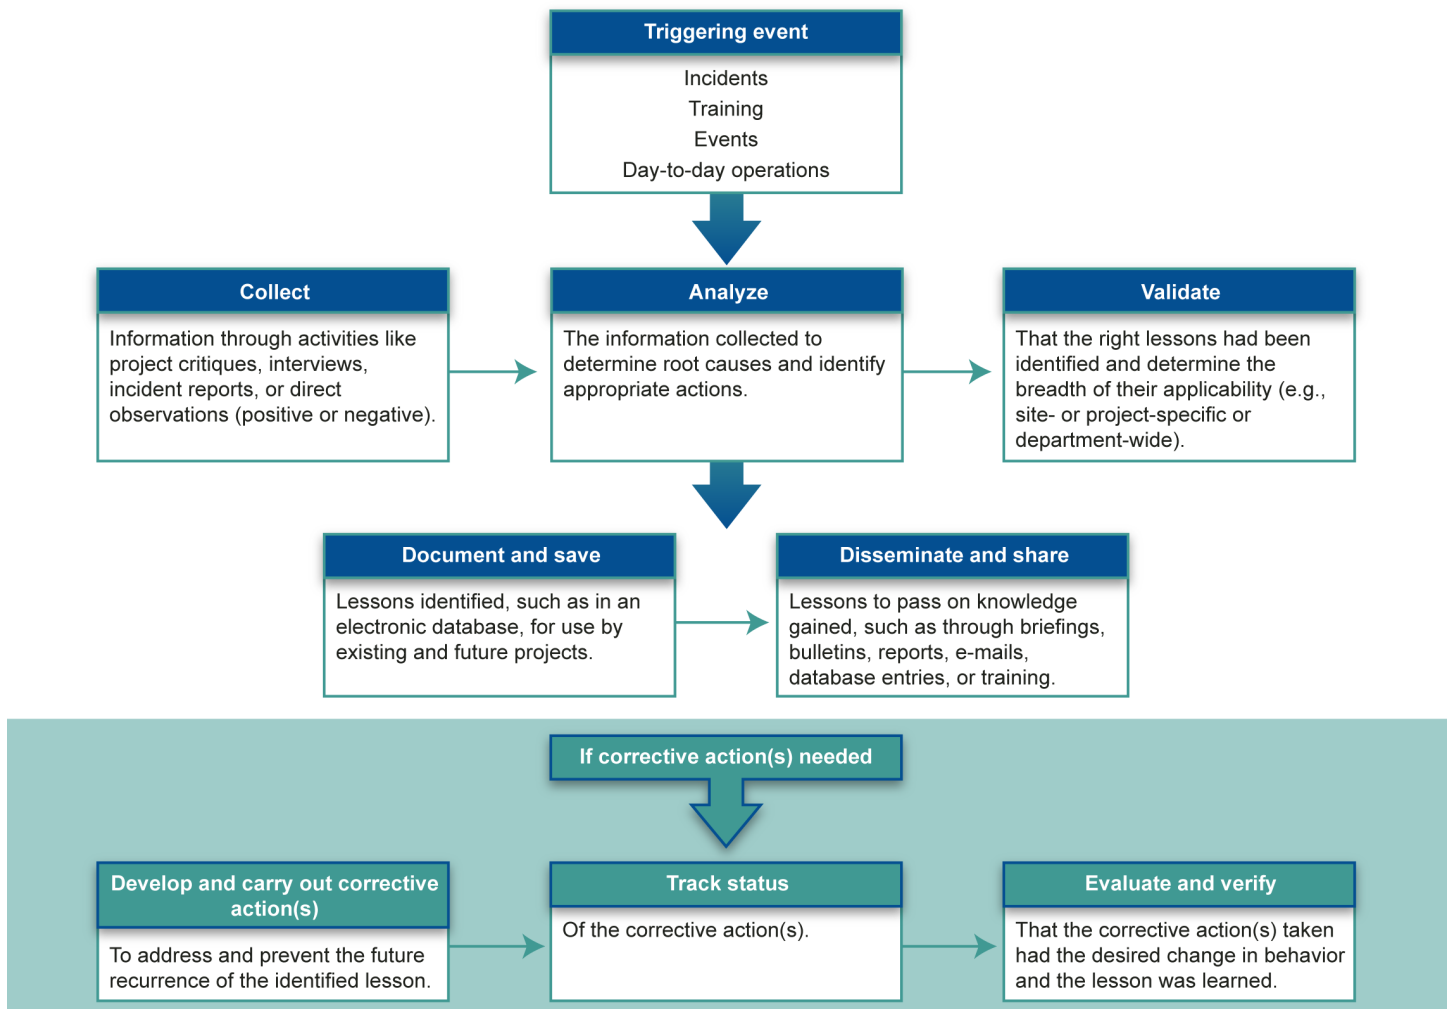 Triggering event
Incidents
Training
Events
Day-to-day operations
Collect
Information through activities like
project critiques, interviews,
incident reports, or direct
observations (positive or negative).
Analyze
The information collected to
determine root causes and identify
appropriate actions.
Validate
That the right lessons had been
identified and determine the
breadth of their applicability (e.g.,
site- or project-specific or
department-wide).
Document and save
Lessons identified, such as in an
electronic database, for use by
existing and future projects.
Disseminate and share
Lessons to pass on knowledge
gained, such as through briefings,
bulletins, reports, e-mails,
database entries, or training.
If corrective action(s) needed
Develop and carry out corrective
action(s)
To address and prevent the future
recurrence of the identified lesson.
Track status
Of the corrective action(s).
Evaluate and verify
That the corrective action(s) taken
had the desired change in behavior
and the lesson was learned.